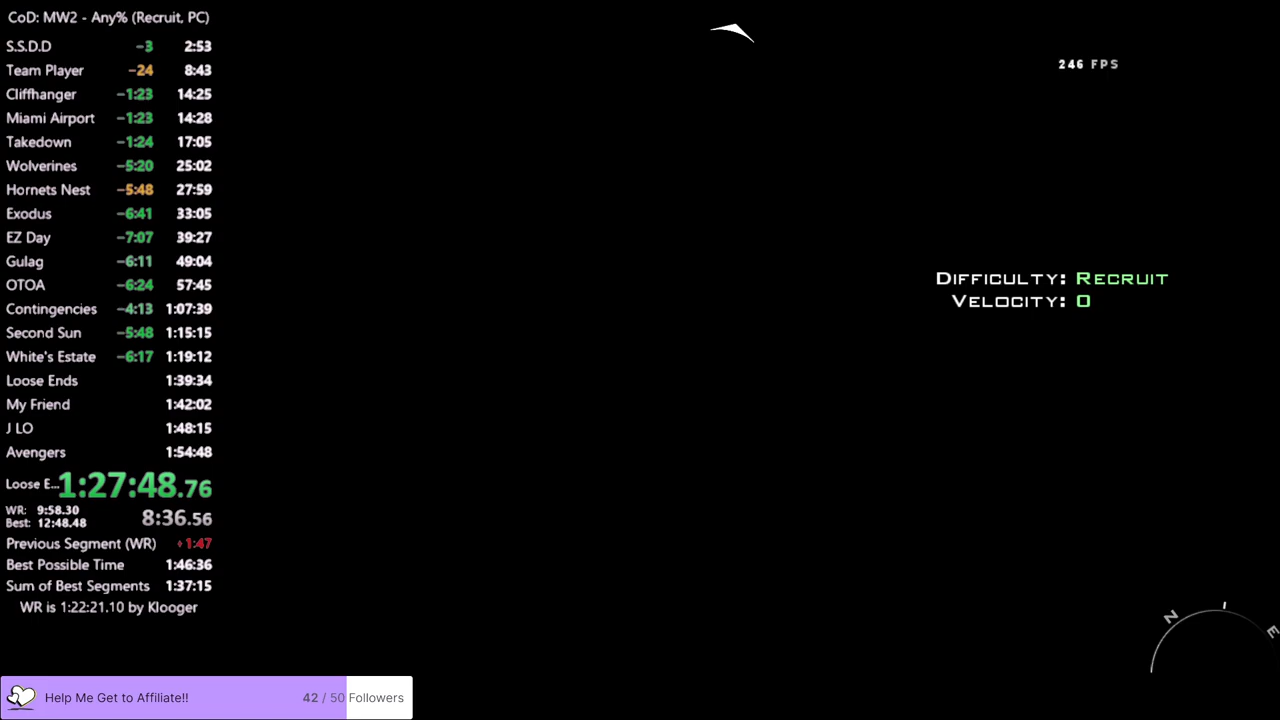 CoD: MW2 - Any% (Recruit, PC)
S.S.D.D -3 2:53
Team Player -24 8:43
Cliffhanger -1:23 14:25
Miami Airport -1:23 14:28
Takedown -1:24 17:05
Wolverines -5:20 25:02
Hornets Nest -5:48 27:59
Exodus -6:41 33:05
EZ Day -7:07 39:27
Gulag -6:11 49:04
OTOA -6:24 57:45
Contingencies -4:13 1:07:39
Second Sun -5:48 1:15:15
White's Estate -6:17 1:19:12
Loose Ends 1:39:34
My Friend 1:42:02
J LO 1:48:15
Avengers 1:54:48
Loose E... 1:27:48.76
WR: 9:58.30
Best: 12:48.48 8:36.56
Previous Segment (WR) +1:47
Best Possible Time 1:46:36
Sum of Best Segments 1:37:15
WR is 1:22:21.10 by Klooger
Help Me Get to Affiliate!! 42 / 50 Followers
246 FPS
Difficulty: Recruit
Velocity: 0
N
E